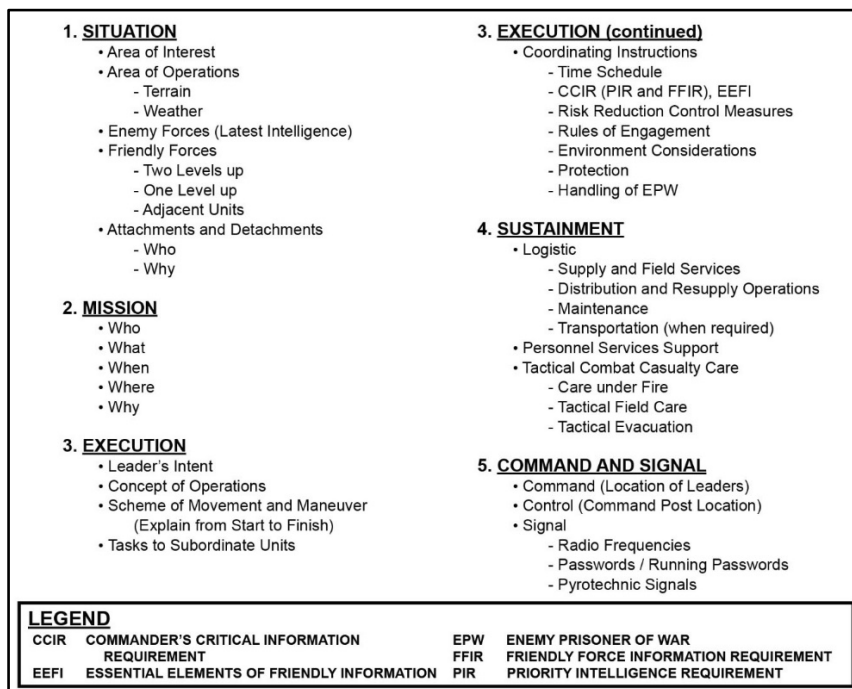 1. SITUATION
• Area of Interest
• Area of Operations
- Terrain
- Weather
• Enemy Forces (Latest Intelligence)
• Friendly Forces
- Two Levels up
- One Level up
- Adjacent Units
• Attachments and Detachments
- Who
- Why
2. MISSION
• Who
• What
• When
• Where
• Why
3. EXECUTION
• Leader's Intent
• Concept of Operations
• Scheme of Movement and Maneuver
(Explain from Start to Finish)
• Tasks to Subordinate Units
3. EXECUTION (continued)
• Coordinating Instructions
- Time Schedule
- CCIR (PIR and FFIR), EEFI
- Risk Reduction Control Measures
- Rules of Engagement
- Environment Considerations
- Protection
- Handling of EPW
4. SUSTAINMENT
• Logistic
- Supply and Field Services
- Distribution and Resupply Operations
- Maintenance
- Transportation (when required)
• Personnel Services Support
• Tactical Combat Casualty Care
- Care under Fire
- Tactical Field Care
- Tactical Evacuation
5. COMMAND AND SIGNAL
• Command (Location of Leaders)
• Control (Command Post Location)
• Signal
- Radio Frequencies
- Passwords / Running Passwords
- Pyrotechnic Signals
LEGEND
CCIR COMMANDER'S CRITICAL INFORMATION
REQUIREMENT
EEFI ESSENTIAL ELEMENTS OF FRIENDLY INFORMATION
EPW ENEMY PRISONER OF WAR
FFIR FRIENDLY FORCE INFORMATION REQUIREMENT
PIR PRIORITY INTELLIGENCE REQUIREMENT